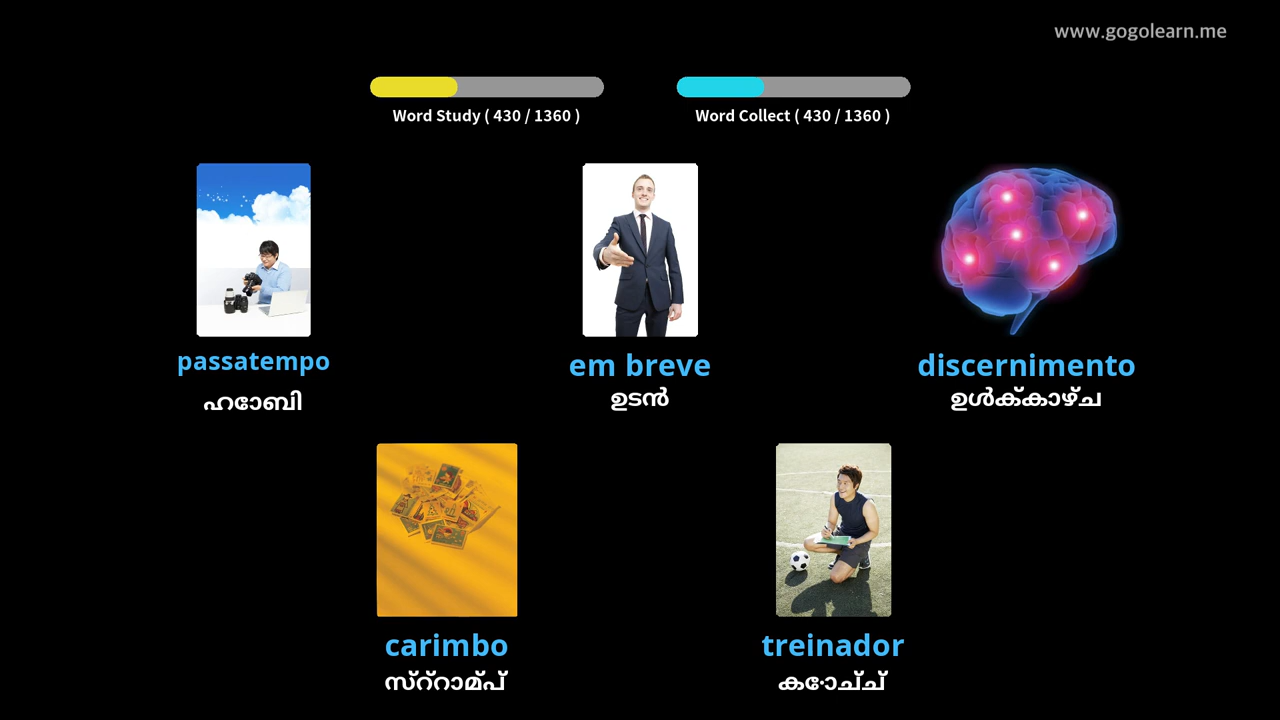 www.gogolearn.me
Word Study ( 430 / 1360 )
Word Collect ( 430 / 1360 )
passatempo
ഹോബി
em breve
ഉടൻ
discernimento
ഉൾക്കാഴ്ച
carimbo
സ്റ്റാമ്പ്
treinador
കോച്ച്